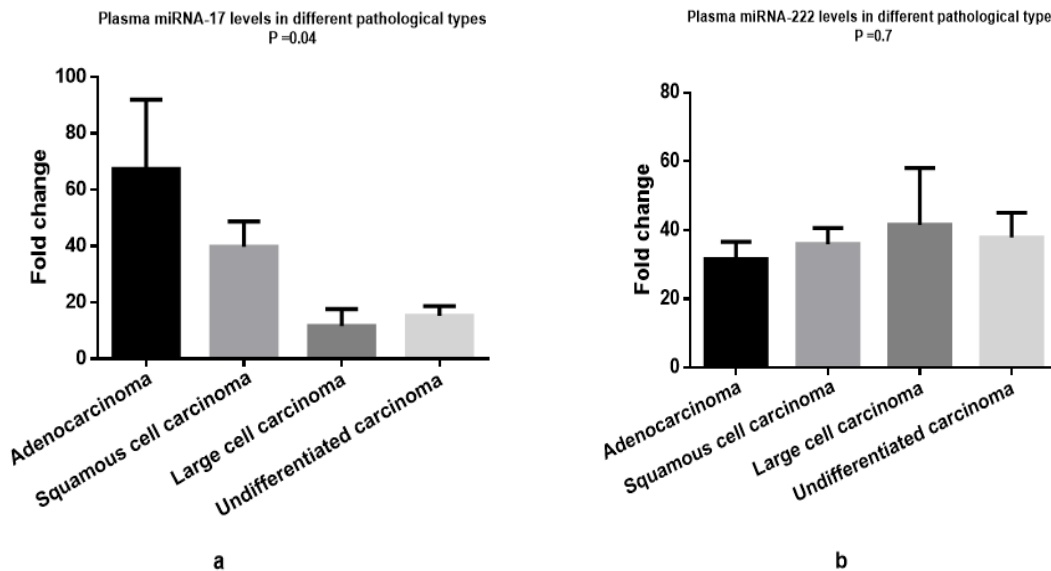 Plasma miRNA-17 levels in different pathological types
P =0.04
100
80
60
40
20
0
Fold change
Adenocarcinoma
Squamous cell carcinoma
Large cell carcinoma
Undifferentiated carcinoma
a
Plasma miRNA-222 levels in different pathological type
P =0.7
80
60
40
20
0
Fold change
Adenocarcinoma
Squamous cell carcinoma
Large cell carcinoma
Undifferentiated carcinoma
b